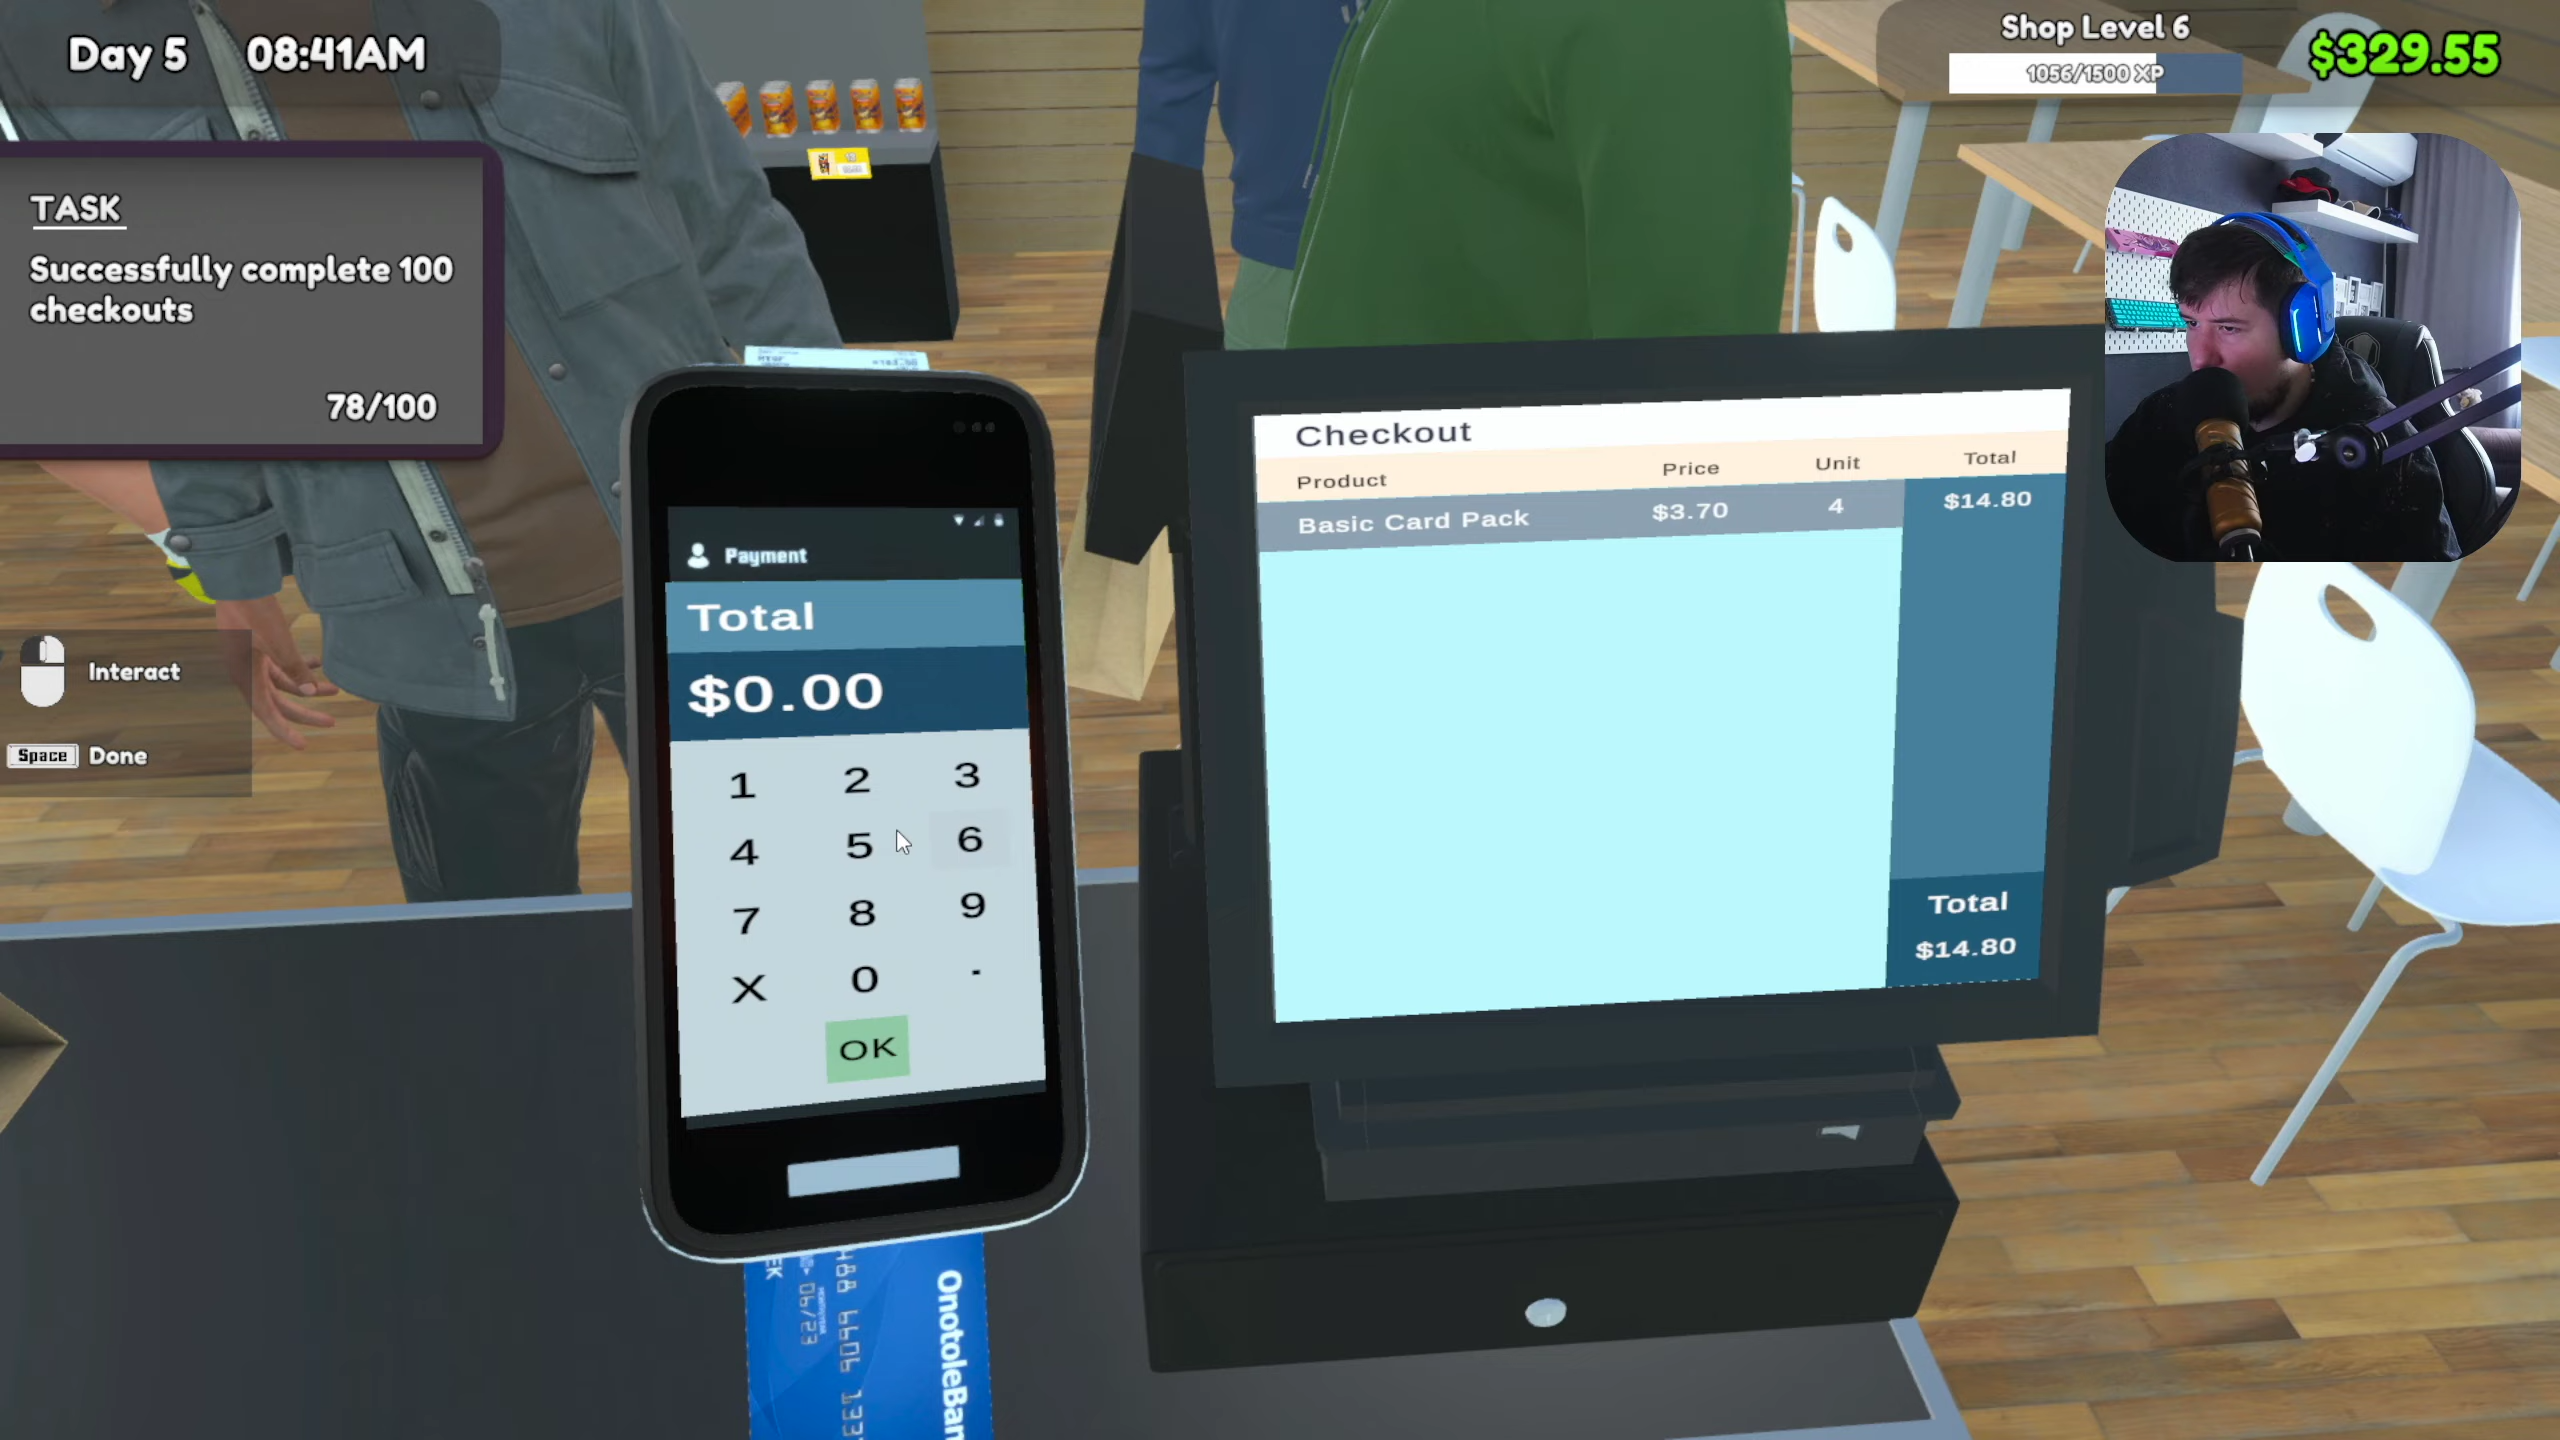 Day 5 08:41AM
Shop Level 6
1056/1500 XP
$329.55
TASK
Successfully complete 100
checkouts
78/100
Interact
Space Done
Payment
Total
$0.00
1 2 3
4 5 6
7 8 9
X 0 .
OK
Checkout
Product Price Unit Total
Basic Card Pack $3.70 4 $14.80
Total
$14.80
OnotoleBan
06/23